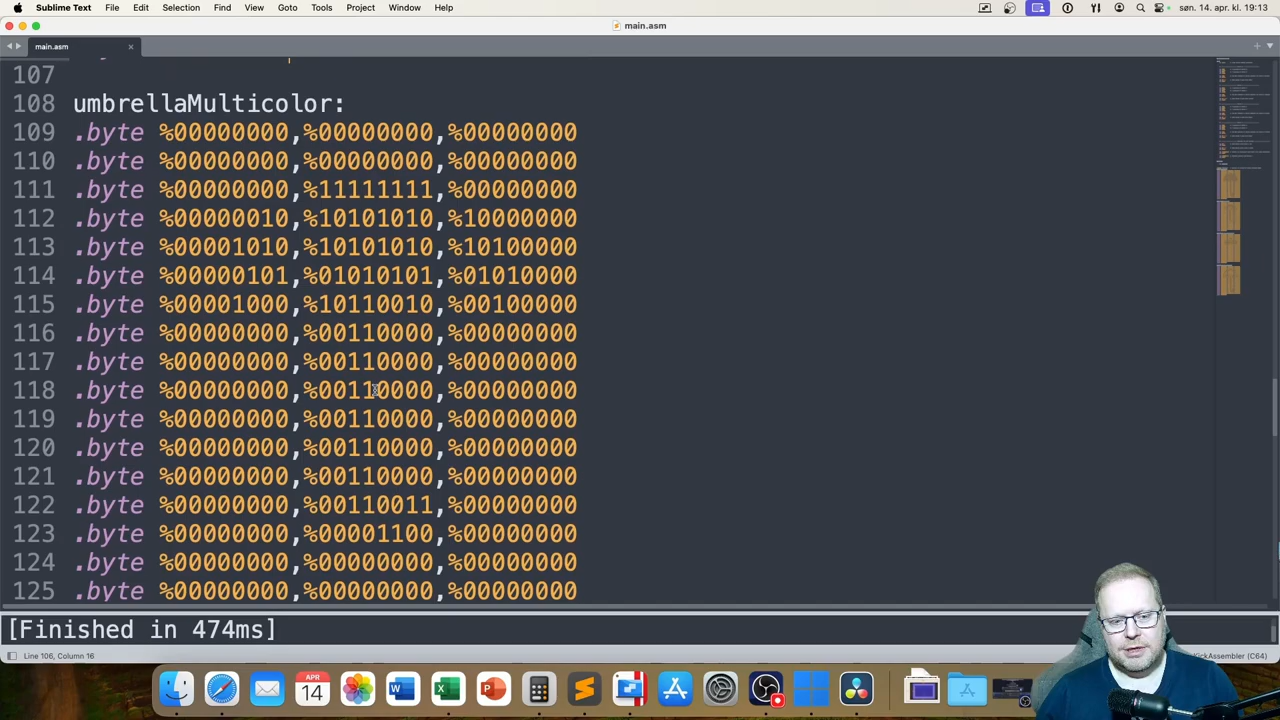 Sublime Text File Edit Selection Find View Goto Tools Project Window Help søn. 14. apr. kl. 19:13
main.asm
main.asm
107
108 umbrellaMulticolor:
109 .byte %00000000,%00000000,%00000000
110 .byte %00000000,%00000000,%00000000
111 .byte %00000000,%11111111,%00000000
112 .byte %00000010,%10101010,%10000000
113 .byte %00001010,%10101010,%10100000
114 .byte %00000101,%01010101,%01010000
115 .byte %00001000,%10110010,%00100000
116 .byte %00000000,%00110000,%00000000
117 .byte %00000000,%00110000,%00000000
118 .byte %00000000,%00110000,%00000000
119 .byte %00000000,%00110000,%00000000
120 .byte %00000000,%00110000,%00000000
121 .byte %00000000,%00110000,%00000000
122 .byte %00000000,%00110011,%00000000
123 .byte %00000000,%00001100,%00000000
124 .byte %00000000,%00000000,%00000000
125 .byte %00000000,%00000000,%00000000
[Finished in 474ms]
Line 106, Column 16
KickAssembler (C64)
APR
14